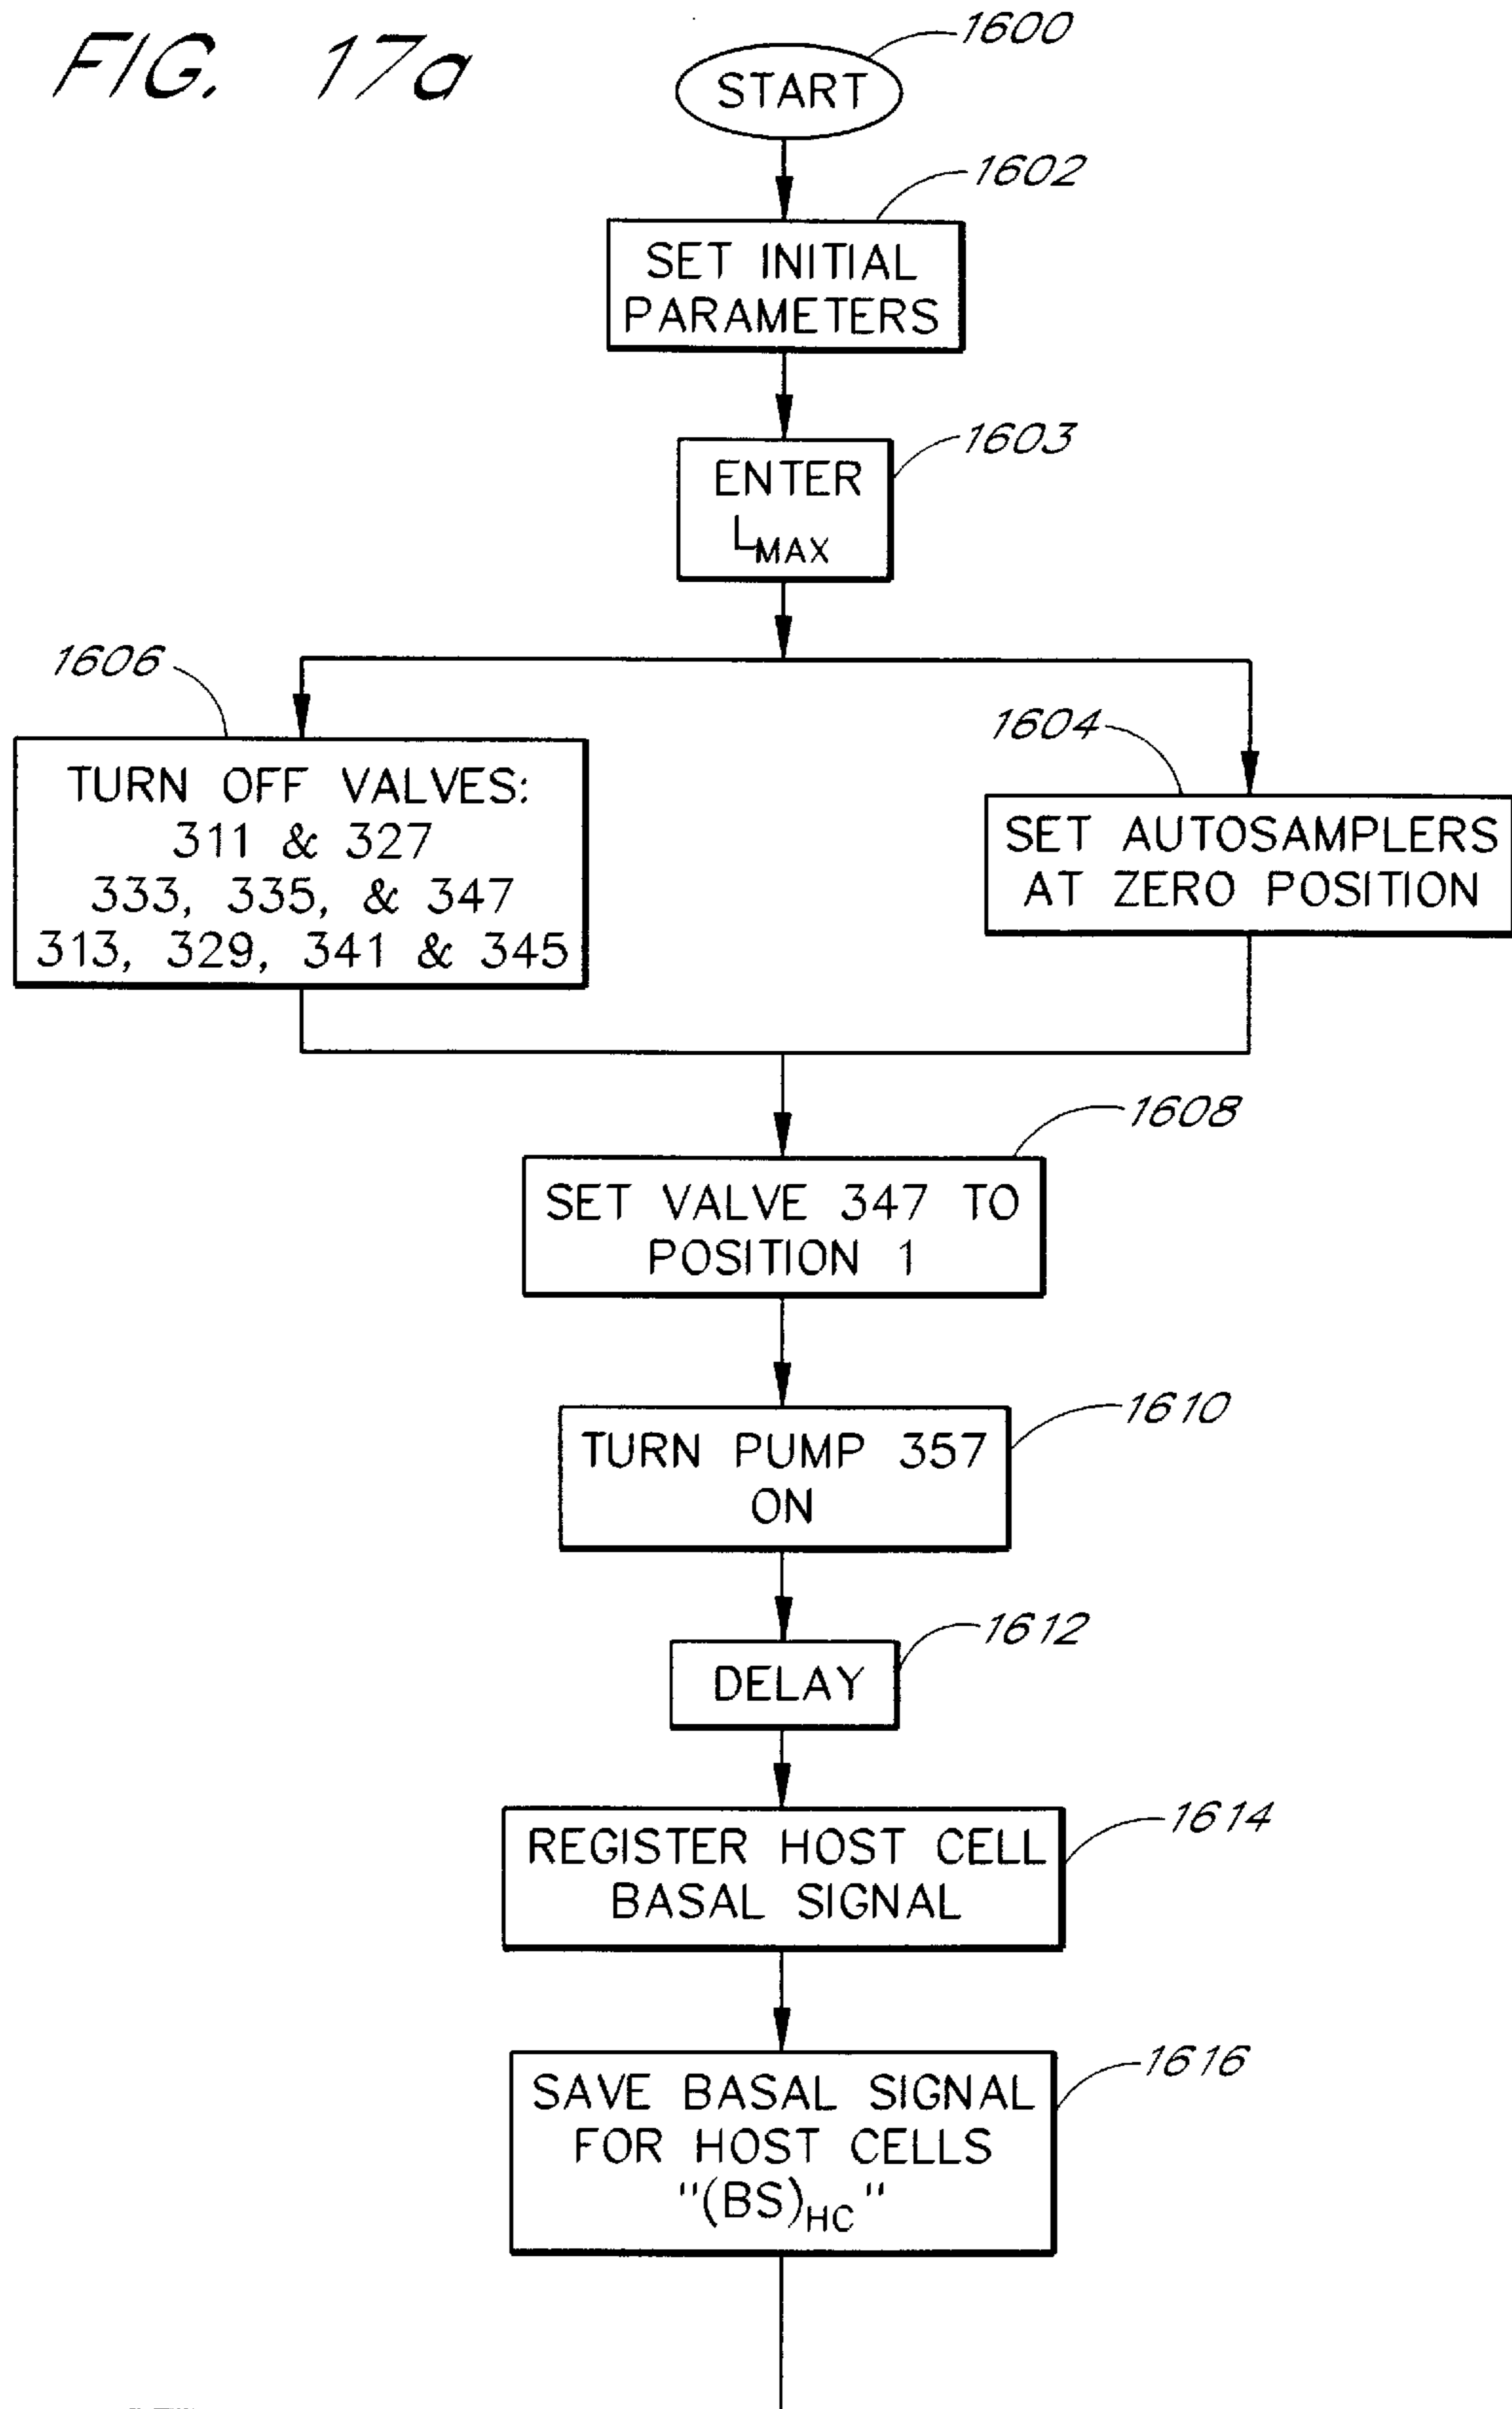 FIG. 17a
1600
START
1602
SET INITIAL
PARAMETERS
1603
ENTER
LMAX
1606
TURN OFF VALVES:
311 & 327
333, 335, & 347
313, 329, 341 & 345
1604
SET AUTOSAMPLERS
AT ZERO POSITION
1608
SET VALVE 347 TO
POSITION 1
1610
TURN PUMP 357
ON
1612
DELAY
1614
REGISTER HOST CELL
BASAL SIGNAL
1616
SAVE BASAL SIGNAL
FOR HOST CELLS
"(BS)HC"